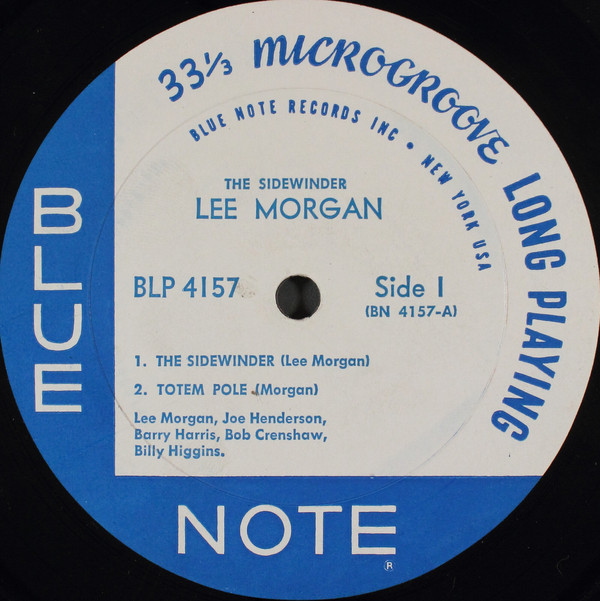 33⅓ MICROGROOVE LONG PLAYING
BLUE NOTE RECORDS INC • NEW YORK USA
THE SIDEWINDER
LEE MORGAN
BLP 4157
Side 1
(BN 4157-A)
1. THE SIDEWINDER (Lee Morgan)
2. TOTEM POLE (Morgan)
Lee Morgan, Joe Henderson,
Barry Harris, Bob Crenshaw,
Billy Higgins.
BLUE
NOTE
®